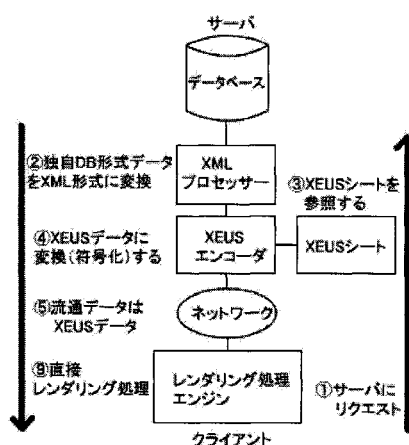 サーバ
データベース
②独自DB形式データ
をXML形式に変換
XML
プロセッサー
③XEUSシートを
参照する
④XEUSデータに
変換(符号化)する
XEUS
エンコーダ
XEUSシート
⑤流通データは
XEUSデータ
ネットワーク
⑨直接
レンダリング処理
レンダリング処理
エンジン
①サーバに
リクエスト
クライアント